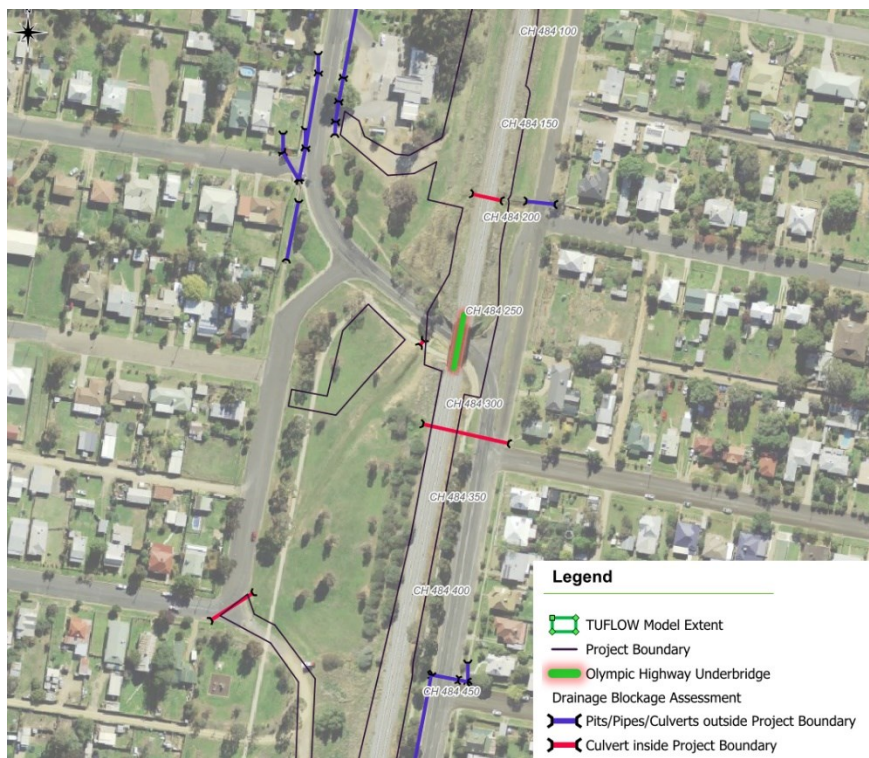 CH 484 100
CH 484 150
CH 484 200
CH 484 250
CH 484 300
CH 484 350
CH 484 400
CH 484 450
Legend
TUFLOW Model Extent
Project Boundary
Olympic Highway Underbridge
Drainage Blockage Assessment
Pits/Pipes/Culverts outside Project Boundary
Culvert inside Project Boundary